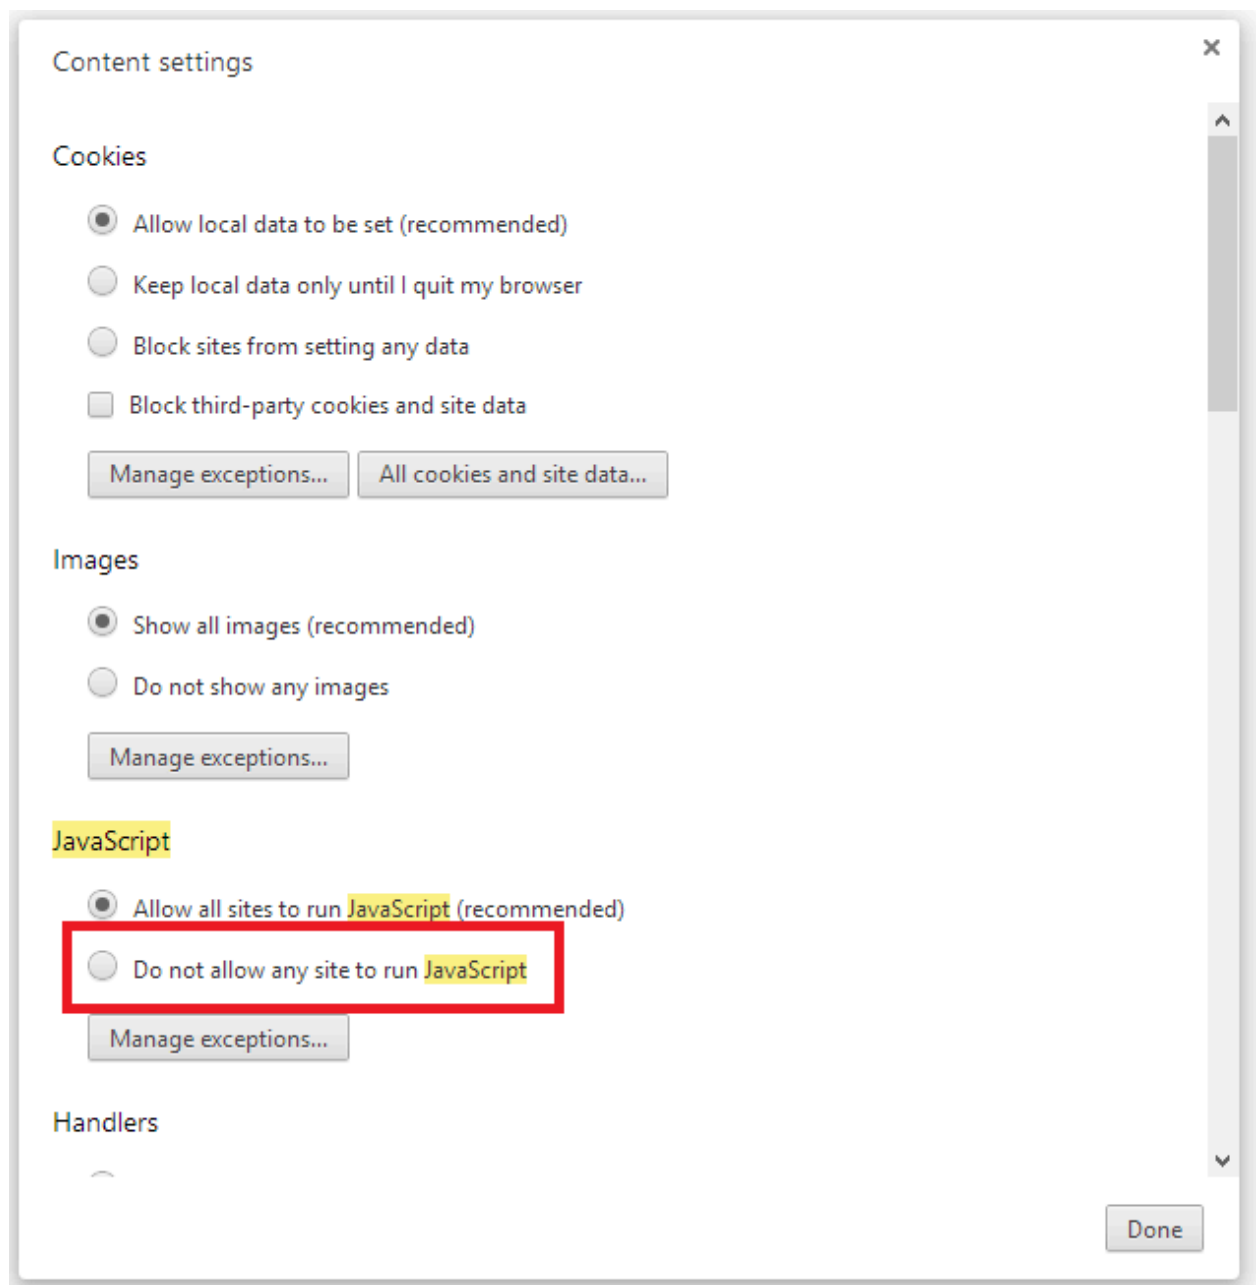 Content settings
Cookies
Allow local data to be set (recommended)
Keep local data only until I quit my browser
Block sites from setting any data
Block third-party cookies and site data
Manage exceptions... All cookies and site data...
Images
Show all images (recommended)
Do not show any images
Manage exceptions...
JavaScript
Allow all sites to run JavaScript (recommended)
Do not allow any site to run JavaScript
Manage exceptions...
Handlers
Done